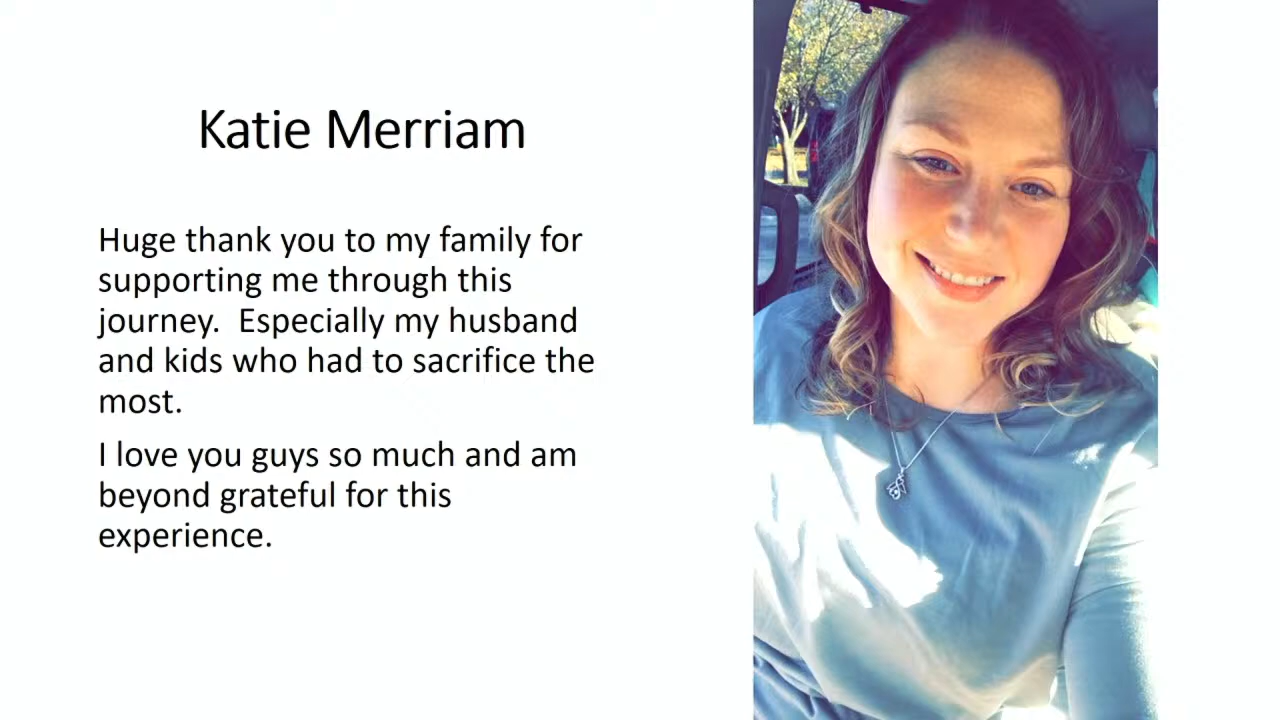 Katie Merriam
Huge thank you to my family for
supporting me through this
journey.  Especially my husband
and kids who had to sacrifice the
most.
I love you guys so much and am
beyond grateful for this
experience.